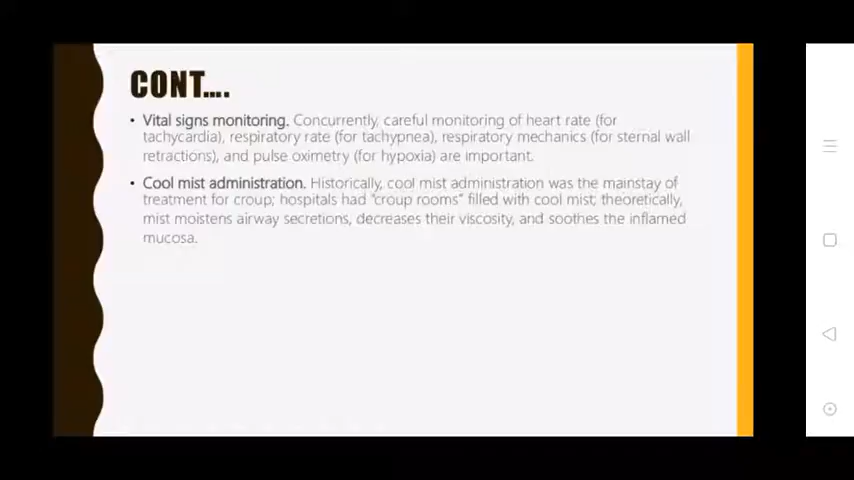 CONT....
• Vital signs monitoring. Concurrently, careful monitoring of heart rate (for
tachycardia), respiratory rate (for tachypnea), respiratory mechanics (for sternal wall
retractions), and pulse oximetry (for hypoxia) are important.
• Cool mist administration. Historically, cool mist administration was the mainstay of
treatment for croup; hospitals had "croup rooms" filled with cool mist; theoretically,
mist moistens airway secretions, decreases their viscosity, and soothes the inflamed
mucosa.